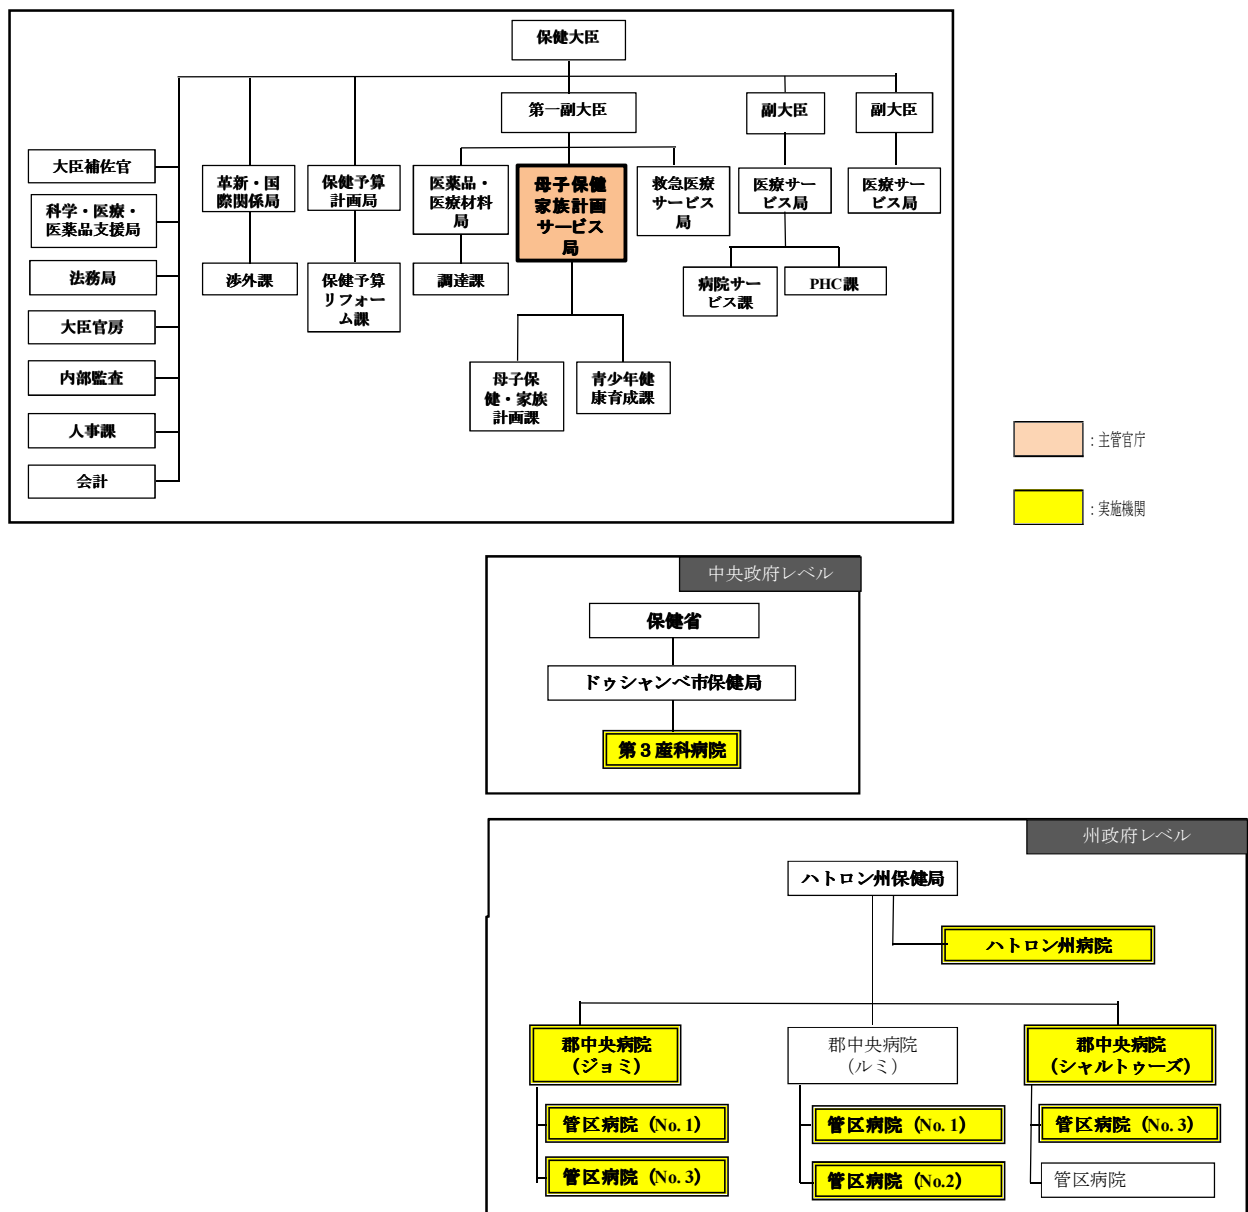 保健大臣
第一副大臣
副大臣
副大臣
大臣補佐官
科学・医療・
医薬品支援局
法務局
大臣官房
内部監査
人事課
会計
革新・国
際関係局
渉外課
保健予算
計画局
保健予算
リフォー
ム課
医薬品・
医療材料
局
調達課
母子保健
家族計画
サービス
局
母子保
健・家族
計画課
青少年健
康育成課
救急医療
サービス
局
医療サー
ビス局
病院サー
ビス課
PHC課
医療サー
ビス局
：主管官庁
：実施機関
中央政府レベル
保健省
ドゥシャンベ市保健局
第３産科病院
州政府レベル
ハトロン州保健局
ハトロン州病院
郡中央病院
（ジョミ）
管区病院（No. 1）
管区病院（No. 3）
郡中央病院
（ルミ）
管区病院（No. 1）
管区病院（No.2）
郡中央病院
（シャルトゥーズ）
管区病院（No. 3）
管区病院